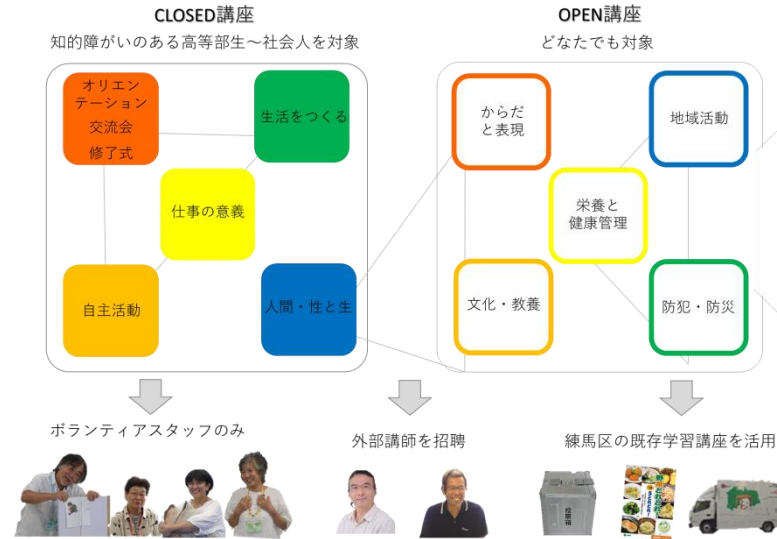 CLOSED講座
知的障がいのある高等部生～社会人を対象
オリエン
テーション
交流会
修了式
生活をつくる
仕事の意義
自主活動
人間・性と生
OPEN講座
どなたでも対象
からだ
と表現
地域活動
栄養と
健康管理
文化・教養
防犯・防災
ボランティアスタッフのみ
外部講師を招聘
練馬区の既存学習講座を活用
投票箱